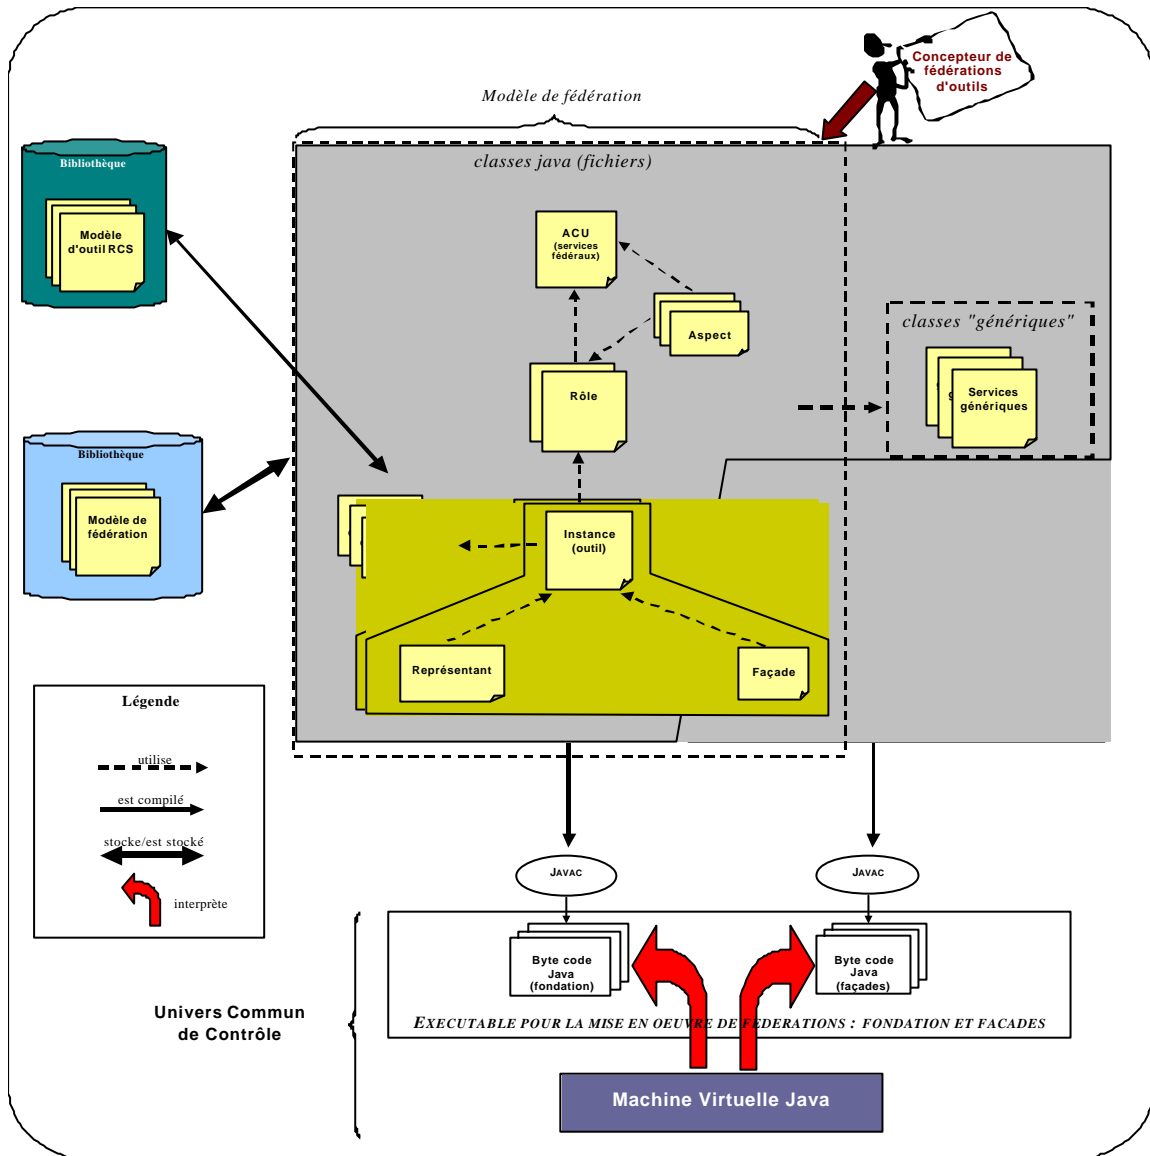 Concepteur de
fédérations
d'outils
Modèle de fédération
classes java (fichiers)
Bibliothèque
Modèle
d'outil RCS
ACU
(services
fédéraux)
Aspect
classes "génériques"
Services
génériques
Rôle
Bibliothèque
Modèle de
fédération
Instance
(outil)
Représentant
Façade
Légende
utilise
est compilé
stocke/est stocké
interprète
JAVAC
JAVAC
Byte code
Java
(fondation)
Byte code
Java
(façades)
EXECUTABLE POUR LA MISE EN OEUVRE DE FEDERATIONS : FONDATION ET FACADES
Univers Commun
de Contrôle
Machine Virtuelle Java